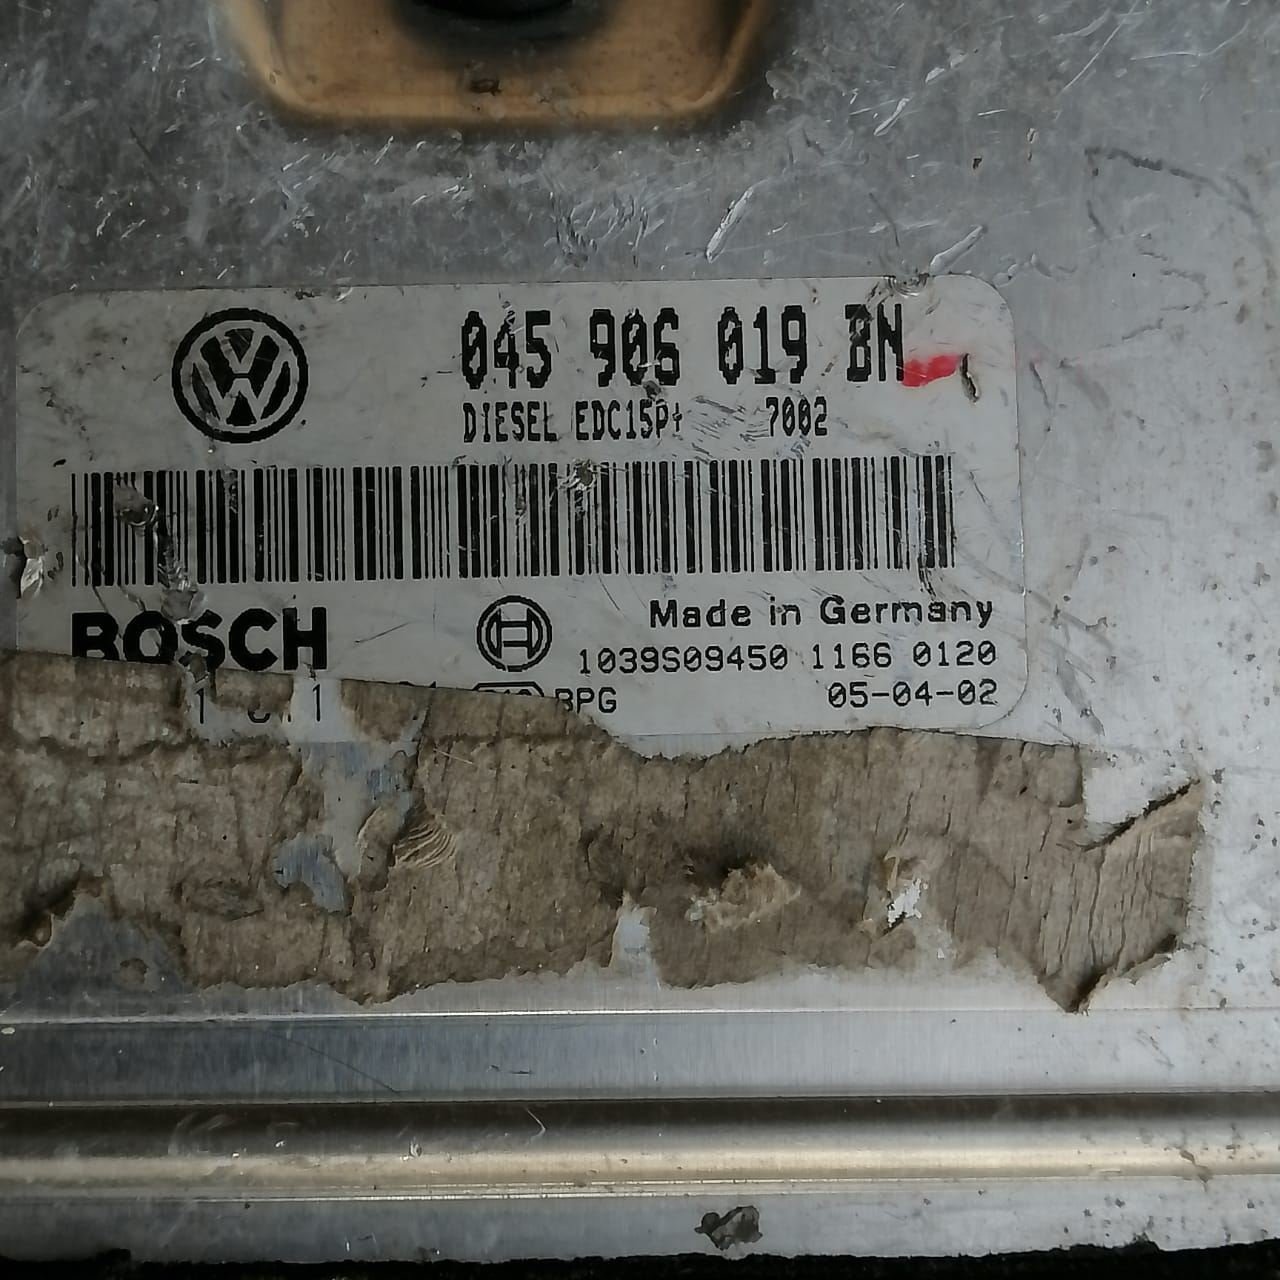 045 906 019 BN
DIESEL EDC15P+ 7002
BOSCH
Made in Germany
1039S09450 1166 0120
BPG
05-04-02